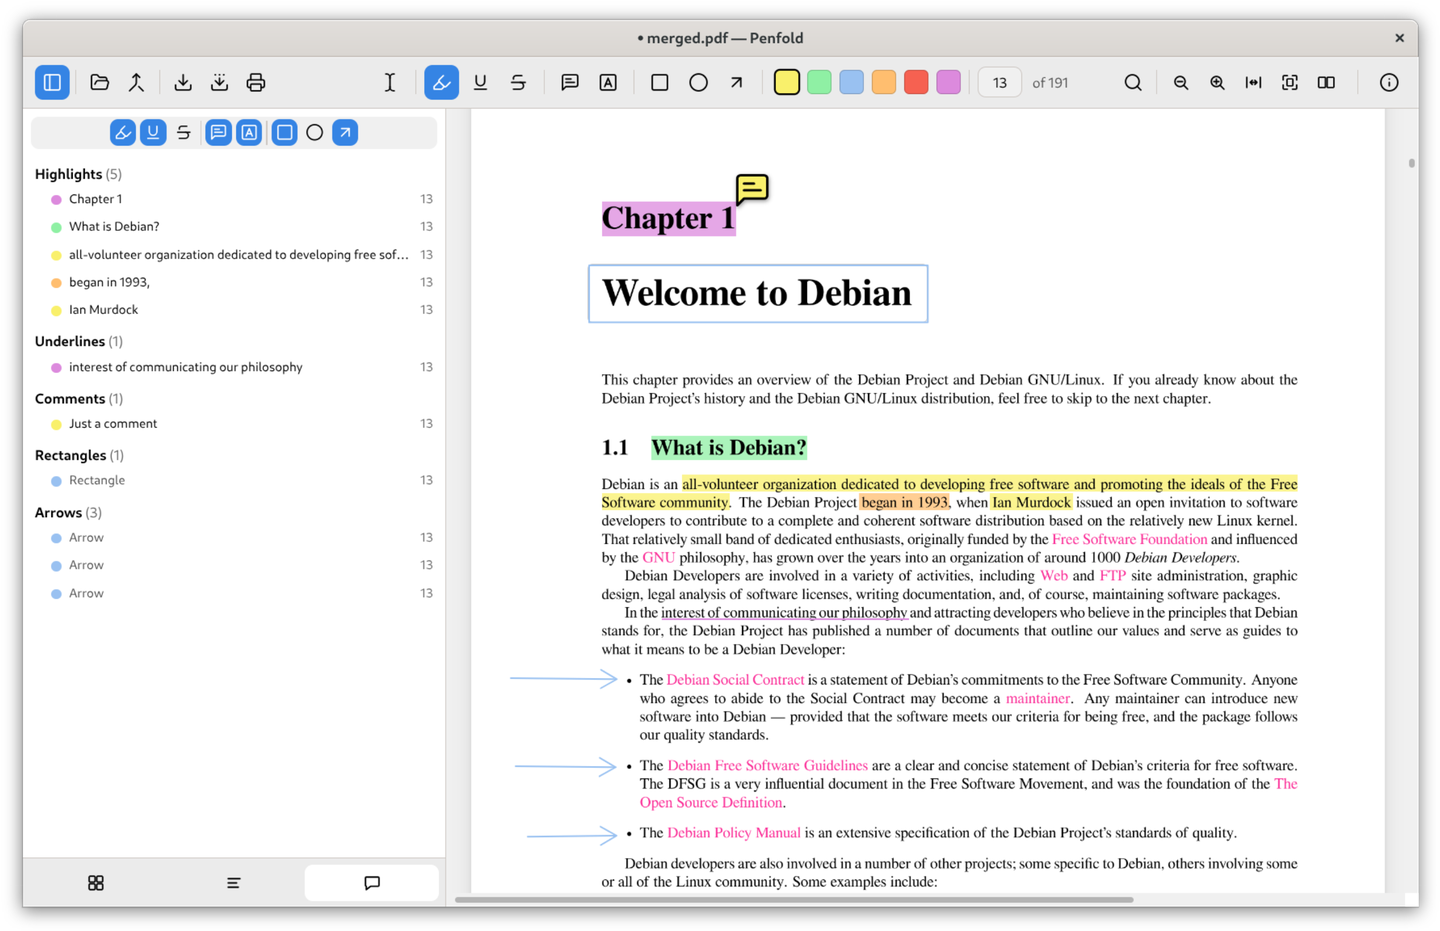 • merged.pdf — Penfold
13 of 191
Highlights (5)
Chapter 1 13
What is Debian? 13
all-volunteer organization dedicated to developing free sof... 13
began in 1993, 13
Ian Murdock 13
Underlines (1)
interest of communicating our philosophy 13
Comments (1)
Just a comment 13
Rectangles (1)
Rectangle 13
Arrows (3)
Arrow 13
Arrow 13
Arrow 13
Chapter 1
Welcome to Debian
This chapter provides an overview of the Debian Project and Debian GNU/Linux. If you already know about the
Debian Project's history and the Debian GNU/Linux distribution, feel free to skip to the next chapter.
1.1 What is Debian?
Debian is an all-volunteer organization dedicated to developing free software and promoting the ideals of the Free
Software community. The Debian Project began in 1993, when Ian Murdock issued an open invitation to software
developers to contribute to a complete and coherent software distribution based on the relatively new Linux kernel.
That relatively small band of dedicated enthusiasts, originally funded by the Free Software Foundation and influenced
by the GNU philosophy, has grown over the years into an organization of around 1000 Debian Developers.
Debian Developers are involved in a variety of activities, including Web and FTP site administration, graphic
design, legal analysis of software licenses, writing documentation, and, of course, maintaining software packages.
In the interest of communicating our philosophy and attracting developers who believe in the principles that Debian
stands for, the Debian Project has published a number of documents that outline our values and serve as guides to
what it means to be a Debian Developer:
• The Debian Social Contract is a statement of Debian's commitments to the Free Software Community. Anyone
who agrees to abide to the Social Contract may become a maintainer. Any maintainer can introduce new
software into Debian — provided that the software meets our criteria for being free, and the package follows
our quality standards.
• The Debian Free Software Guidelines are a clear and concise statement of Debian's criteria for free software.
The DFSG is a very influential document in the Free Software Movement, and was the foundation of the The
Open Source Definition.
• The Debian Policy Manual is an extensive specification of the Debian Project's standards of quality.
Debian developers are also involved in a number of other projects; some specific to Debian, others involving some
or all of the Linux community. Some examples include: